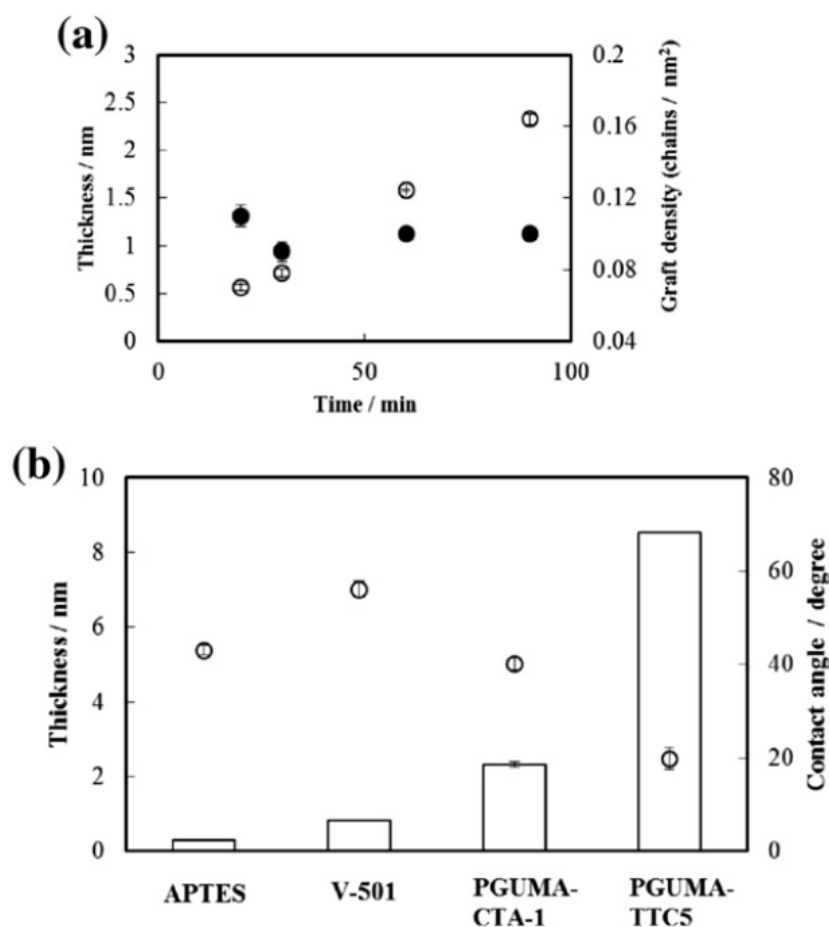 (a)
3
2.5
2
1.5
1
0.5
0
Thickness / nm
0.2
0.16
0.12
0.08
0.04
Graft density (chains / nm²)
0
50
100
Time / min
(b)
10
8
6
4
2
0
Thickness / nm
80
60
40
20
0
Contact angle / degree
APTES
V-501
PGUMA-
CTA-1
PGUMA-
TTC5